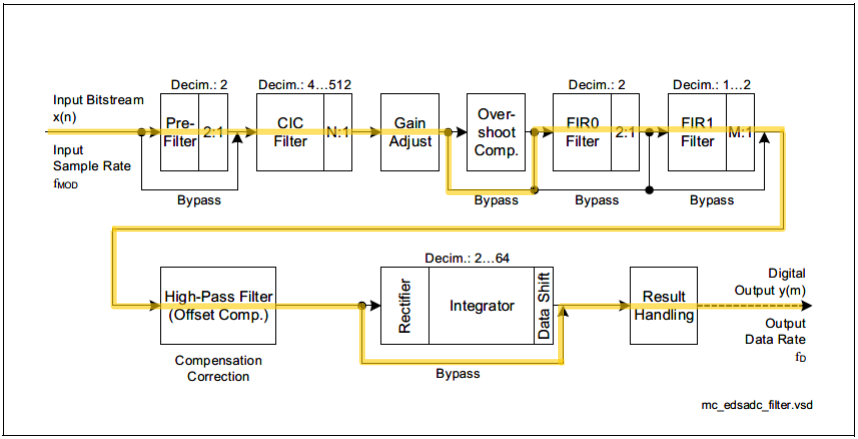 Decim.: 2
Decim.: 4...512
Decim.: 2
Decim.: 1...2
Input Bitstream
x(n)
Input
Sample Rate
fMOD
Pre-
Filter
2:1
CIC
Filter
N:1
Gain
Adjust
Over-
shoot
Comp.
FIR0
Filter
2:1
FIR1
Filter
M:1
Bypass
Bypass
Bypass
Bypass
Decim.: 2...64
High-Pass Filter
(Offset Comp.)
Compensation
Correction
Rectifier
Integrator
Data Shift
Bypass
Result
Handling
Digital
Output y(m)
Output
Data Rate
fD
mc_edsadc_filter.vsd